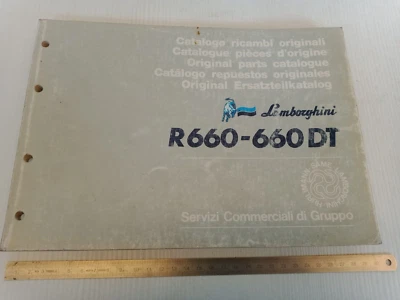 Catalogo ricambi originali
Catalogue pièces d'origine
Original parts catalogue
Catálogo repuestos originales
Original Ersatzteilkatalog
Lamborghini
R660-660DT
Servizi Commerciali di Gruppo